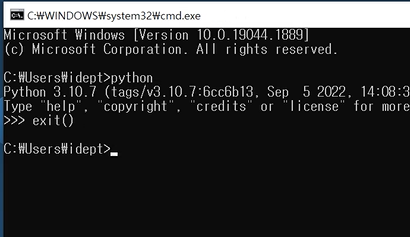 C:₩WINDOWS₩system32₩cmd.exe
Microsoft Windows [Version 10.0.19044.1889]
(c) Microsoft Corporation. All rights reserved.
C:₩Users₩idept>python
Python 3.10.7 (tags/v3.10.7:6cc6b13, Sep  5 2022, 14:08:3
Type "help", "copyright", "credits" or "license" for more
>>> exit()
C:₩Users₩idept>